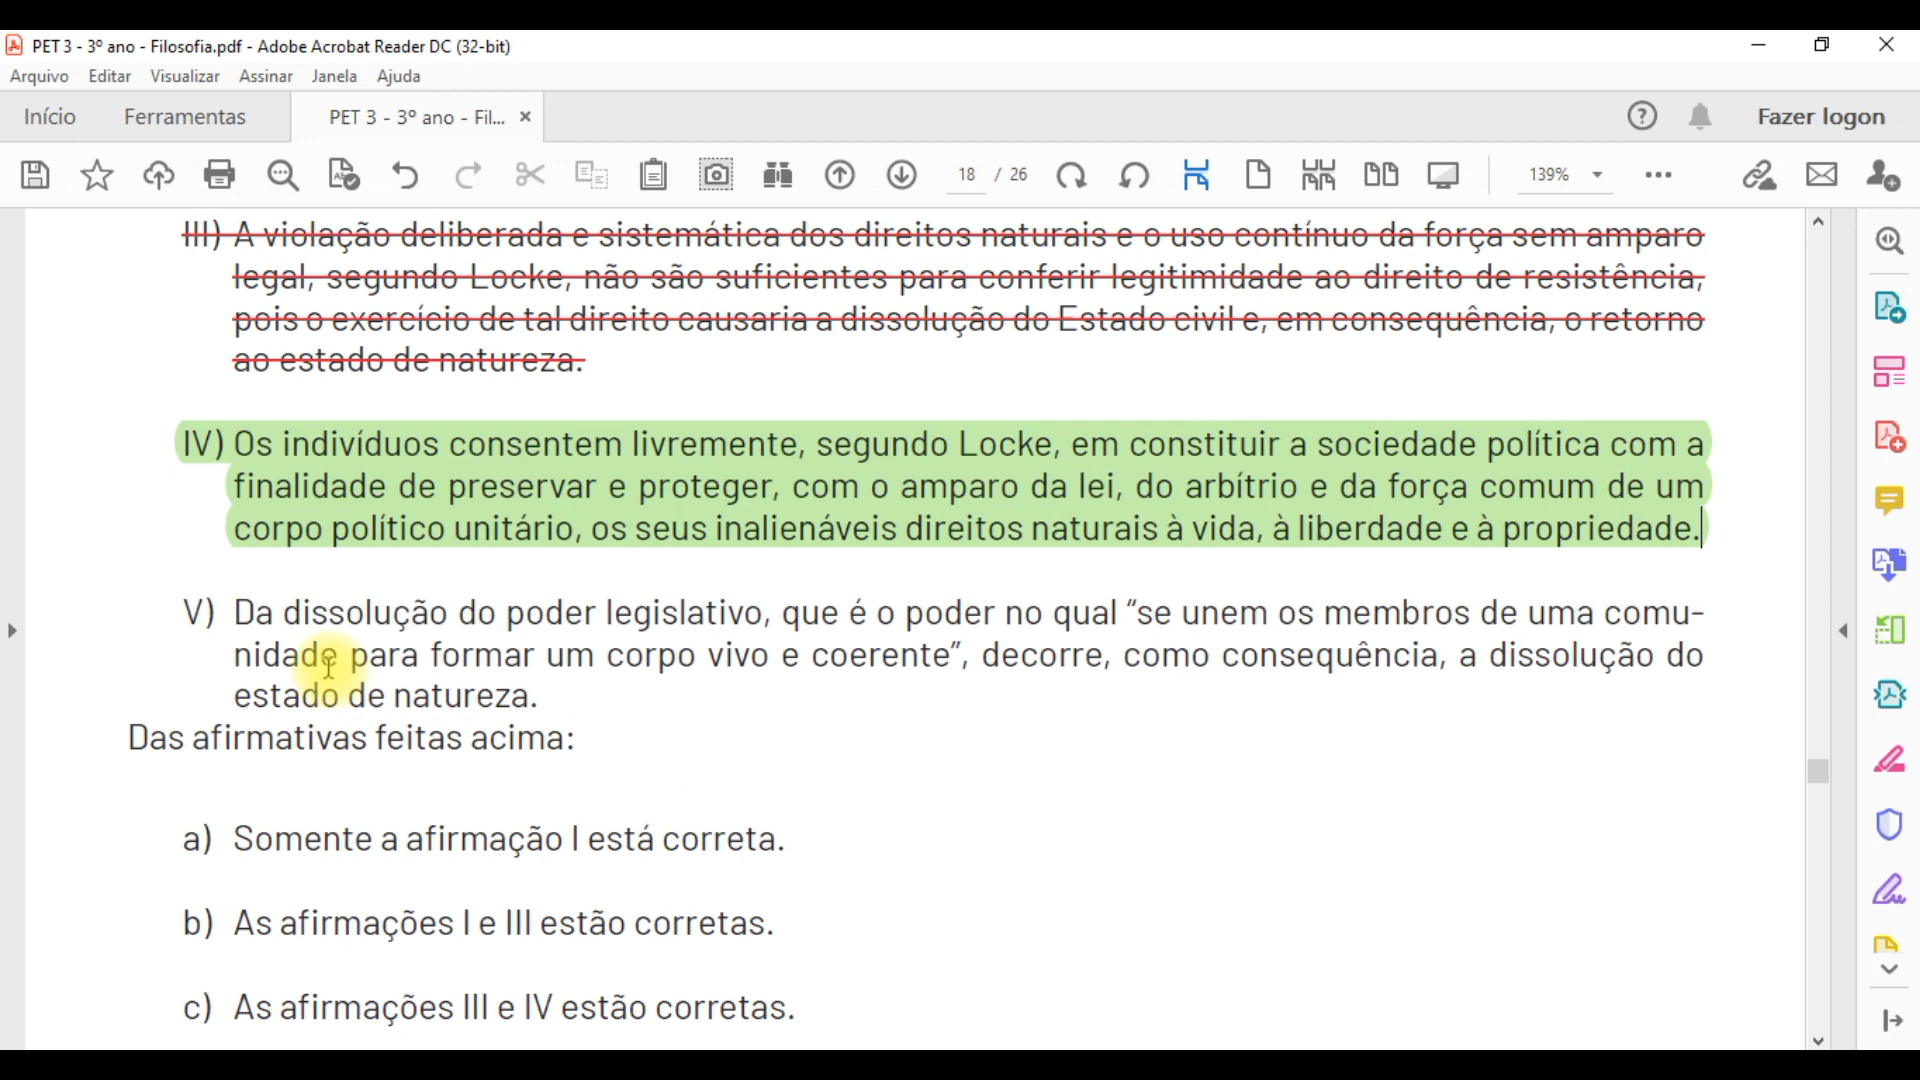 PET 3 - 3º ano - Filosofia.pdf - Adobe Acrobat Reader DC (32-bit)
Arquivo Editar Visualizar Assinar Janela Ajuda
Início Ferramentas PET 3 - 3º ano - Fil... Fazer logon
18 / 26 139%
III) A violação deliberada e sistemática dos direitos naturais e o uso contínuo da força sem amparo
legal, segundo Locke, não são suficientes para conferir legitimidade ao direito de resistência,
pois o exercício de tal direito causaria a dissolução do Estado civil e, em consequência, o retorno
ao estado de natureza.
IV) Os indivíduos consentem livremente, segundo Locke, em constituir a sociedade política com a
finalidade de preservar e proteger, com o amparo da lei, do arbítrio e da força comum de um
corpo político unitário, os seus inalienáveis direitos naturais à vida, à liberdade e à propriedade.
V) Da dissolução do poder legislativo, que é o poder no qual “se unem os membros de uma comu-
nidade para formar um corpo vivo e coerente”, decorre, como consequência, a dissolução do
estado de natureza.
Das afirmativas feitas acima:
a) Somente a afirmação I está correta.
b) As afirmações I e III estão corretas.
c) As afirmações III e IV estão corretas.